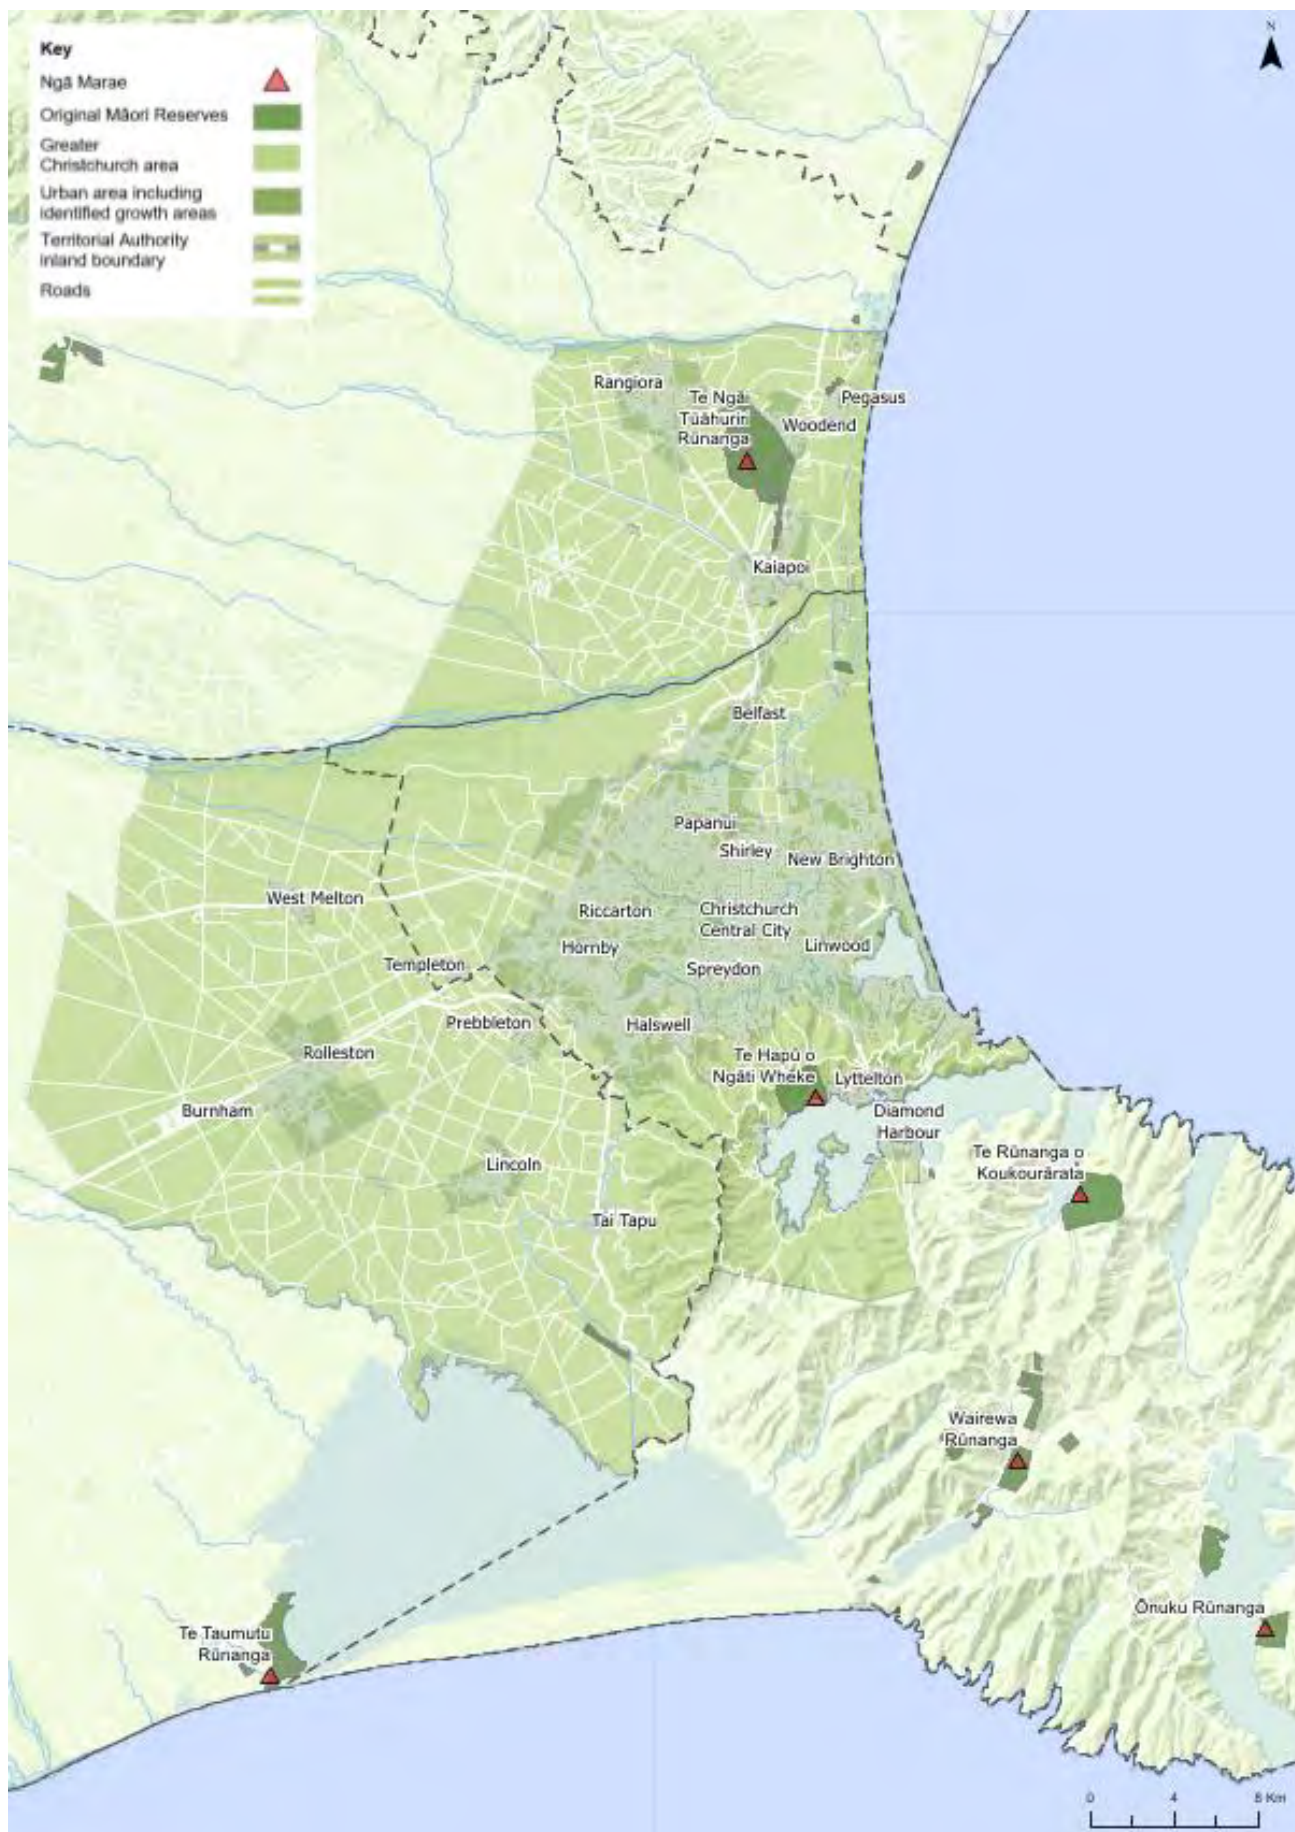 N
Key
Ngā Marae
Original Māori Reserves
Greater
Christchurch area
Urban area including
identified growth areas
Territorial Authority
inland boundary
Roads
Rangiora
Te Ngāi
Tūāhuriri
Rūnanga
Pegasus
Woodend
Kaiapoi
Belfast
Papanui
Shirley
New Brighton
West Melton
Riccarton
Christchurch
Central City
Hornby
Linwood
Templeton
Spreydon
Prebbleton
Halswell
Rolleston
Te Hapū o
Ngāti Wheke
Lyttelton
Burnham
Diamond
Harbour
Te Rūnanga o
Koukourārata
Lincoln
Tai Tapu
Wairewa
Rūnanga
Ōnuku Rūnanga
Te Taumutu
Rūnanga
0 4 8 Km